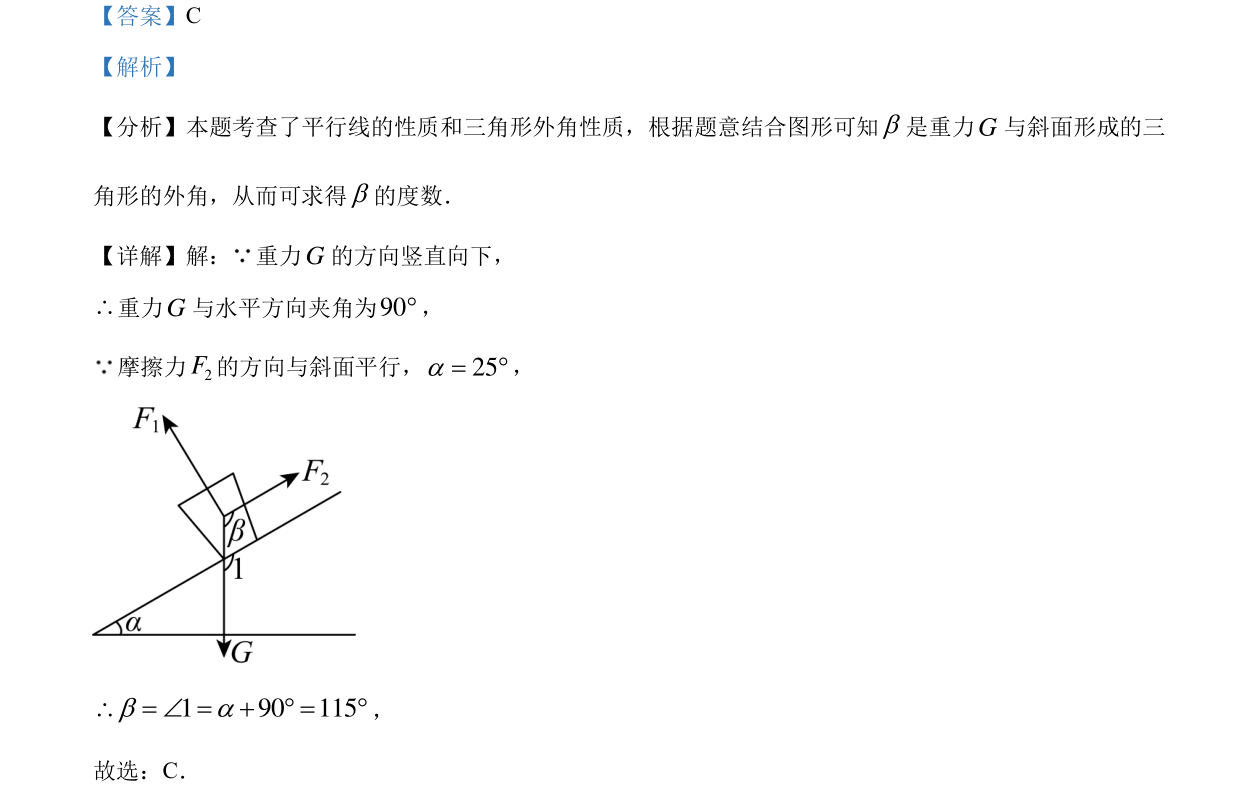 【答案】C
【解析】
【分析】本题考查了平行线的性质和三角形外角性质，根据题意结合图形可知β是重力G与斜面形成的三
角形的外角，从而可求得β的度数．
【详解】解：∵重力G的方向竖直向下，
∴重力G与水平方向夹角为90°，
∵摩擦力F₂的方向与斜面平行，α=25°，
F₁
F₂
β
1
α
G
∴β=∠1=α+90°=115°，
故选：C．